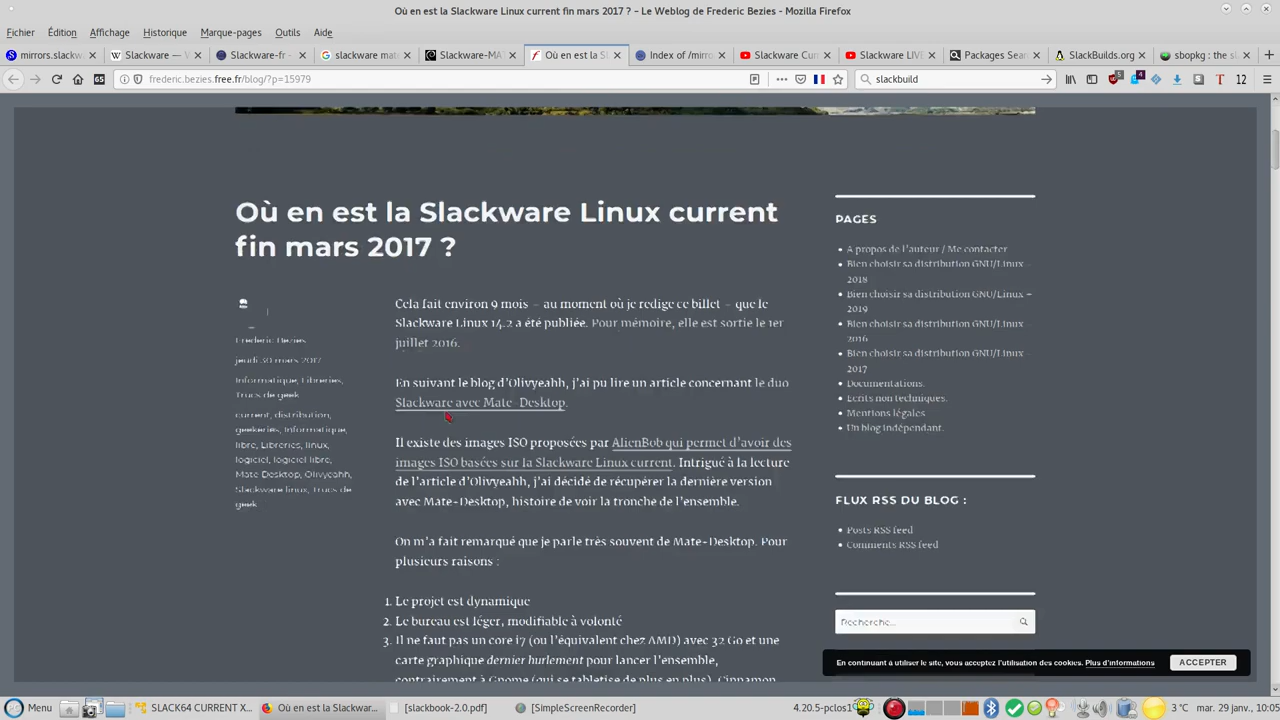 Où en est la Slackware Linux current fin mars 2017 ? – Le Weblog de Frederic Bezies - Mozilla Firefox
Fichier Édition Affichage Historique Marque-pages Outils Aide
mirrors.slackw Wikipedia Slackware — Slackware-fr - slackware mat Slackware-MAT Où en est la Sl Index of /mirro Slackware Cur Slackware LIVE Packages Sear SlackBuilds.org sbopkg : the s
frederic.bezies.free.fr/blog/?p=15979
slackbuild
Où en est la Slackware Linux current
fin mars 2017 ?
Frederic Bezies
jeudi 30 mars 2017
Informatique, Libreries,
Trucs de geek
current, distribution,
geekeries, Informatique,
libre, Libreries, linux,
logiciel, logiciel libre,
Mate Desktop, Olivyeahh,
Slackware linux, Trucs de
geek
Cela fait environ 9 mois – au moment où je redige ce billet – que le
Slackware Linux 14.2 a été publiée. Pour mémoire, elle est sortie le 1er
juillet 2016.
En suivant le blog d'Olivyeahh, j'ai pu lire un article concernant le duo
Slackware avec Mate-Desktop.
Il existe des images ISO proposées par AlienBob qui permet d'avoir des
images ISO basées sur la Slackware Linux current. Intrigué à la lecture
de l'article d'Olivyeahh, j'ai décidé de récupérer la dernière version
avec Mate-Desktop, histoire de voir la tronche de l'ensemble.
On m'a fait remarqué que je parle très souvent de Mate-Desktop. Pour
plusieurs raisons :
1. Le projet est dynamique
2. Le bureau est léger, modifiable à volonté
3. Il ne faut pas un core i7 (ou l'équivalent chez AMD) avec 32 Go et une
carte graphique dernier hurlement pour lancer l'ensemble,
contrairement à Gnome (qui se tabletise de plus en plus), Cinnamon
PAGES
A propos de l'auteur / Me contacter
Bien choisir sa distribution GNU/Linux –
2018
Bien choisir sa distribution GNU/Linux –
2019
Bien choisir sa distribution GNU/Linux
2016
Bien choisir sa distribution GNU/Linux
2017
Documentations.
Ecrits non techniques.
Mentions légales
Un blog indépendant.
FLUX RSS DU BLOG :
Posts RSS feed
Comments RSS feed
Recherche…
En continuant à utiliser le site, vous acceptez l'utilisation des cookies. Plus d'informations ACCEPTER
Menu SLACK64 CURRENT X... Où en est la Slackwar... [slackbook-2.0.pdf] [SimpleScreenRecorder] 4.20.5-pclos1 3 °C mar. 29 janv., 10:05